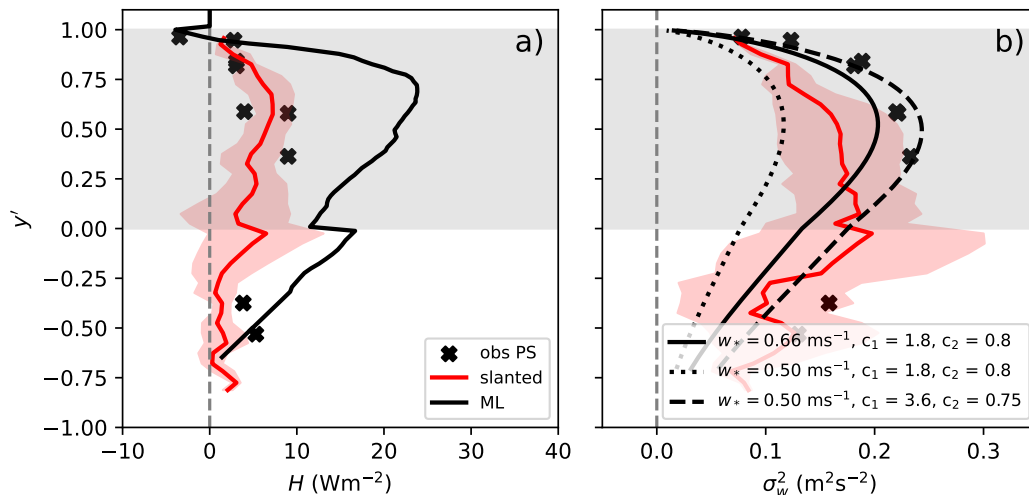 a)
1.00
0.75
0.50
0.25
0.00
−0.25
−0.50
−0.75
−1.00
y′
−10
0
10
20
30
40
H (Wm⁻²)
obs PS
slanted
ML
b)
w* = 0.66 ms⁻¹, c₁ = 1.8, c₂ = 0.8
w* = 0.50 ms⁻¹, c₁ = 1.8, c₂ = 0.8
w* = 0.50 ms⁻¹, c₁ = 3.6, c₂ = 0.75
0.0
0.1
0.2
0.3
σ_w² (m²s⁻²)